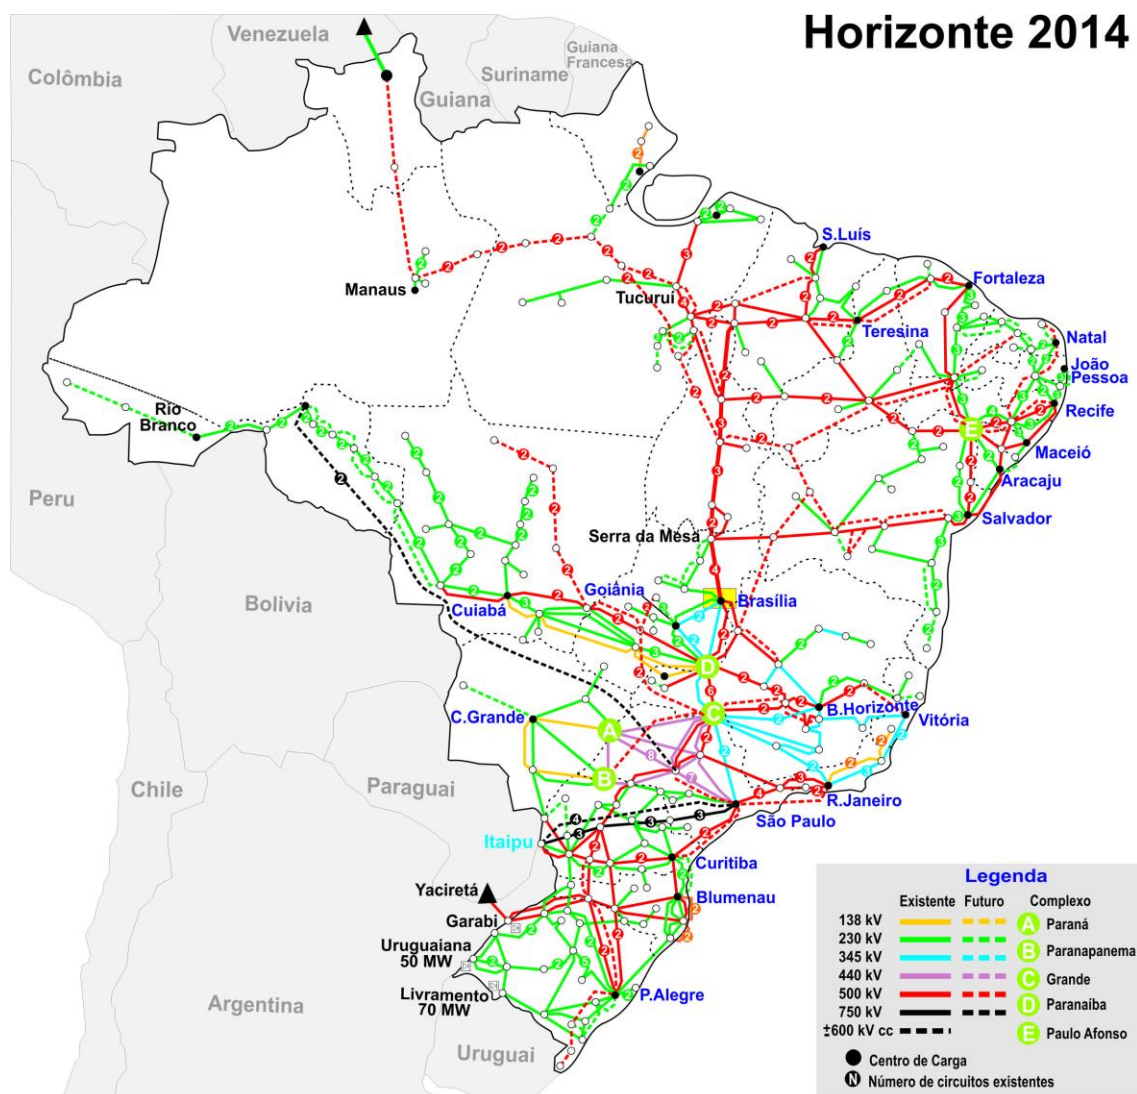 Horizonte 2014
Venezuela
Guiana
Francesa
Colômbia
Suriname
Guiana
S.Luís
Fortaleza
Manaus
Tucuruí
Teresina
Natal
João
Pessoa
Rio
Branco
Recife
E
Maceió
Aracaju
Peru
Salvador
Serra da Mesa
Goiânia
Brasília
Bolivia
Cuiabá
D
C.Grande
C
B.Horizonte
Vitória
A
Paraguai
B
Chile
R.Janeiro
São Paulo
Itaipu
Curitiba
Yaciretá
Blumenau
Garabi
Uruguaiana
50 MW
Livramento
70 MW
P.Alegre
Argentina
Uruguai
Legenda
Existente Futuro Complexo
138 kV A Paraná
230 kV B Paranapanema
345 kV C Grande
440 kV D Paranaíba
500 kV E Paulo Afonso
750 kV
±600 kV cc
Centro de Carga
N Número de circuitos existentes